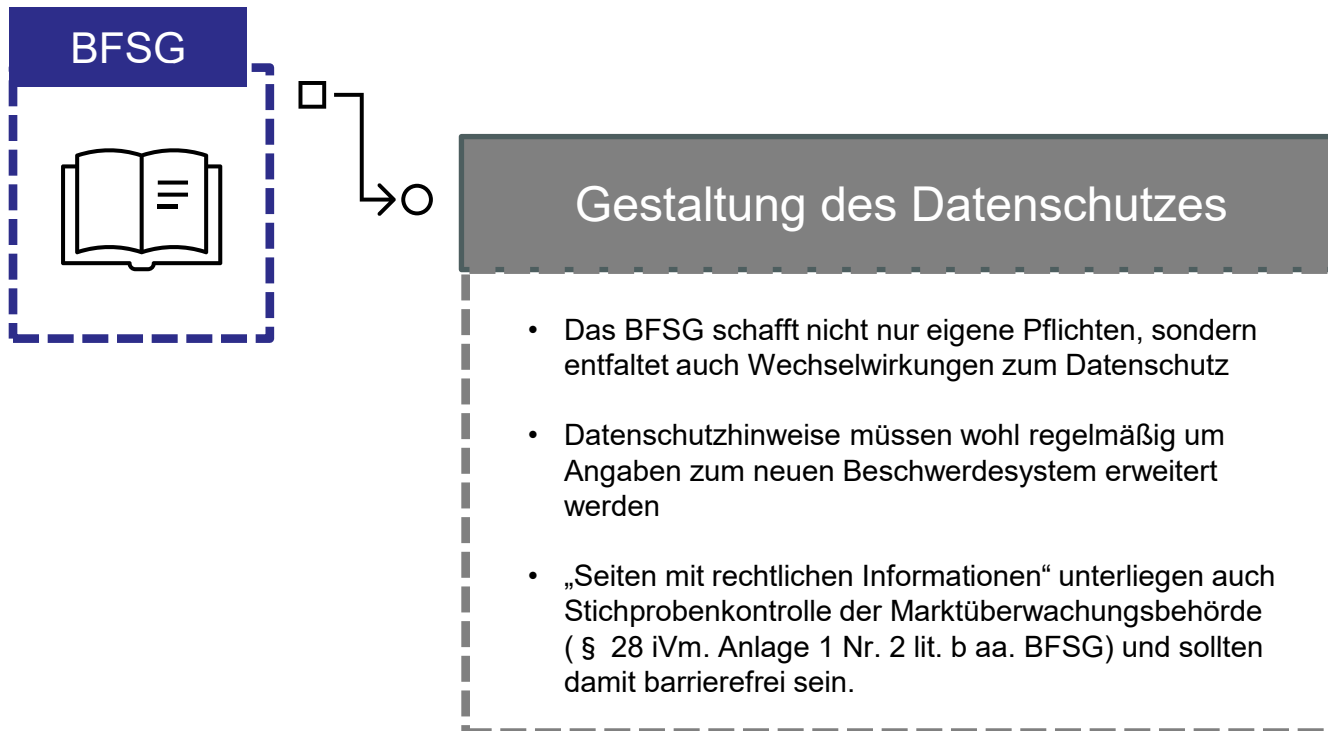 BFSG
Gestaltung des Datenschutzes
• Das BFSG schafft nicht nur eigene Pflichten, sondern
entfaltet auch Wechselwirkungen zum Datenschutz
• Datenschutzhinweise müssen wohl regelmäßig um
Angaben zum neuen Beschwerdesystem erweitert
werden
• „Seiten mit rechtlichen Informationen“ unterliegen auch
Stichprobenkontrolle der Marktüberwachungsbehörde
( § 28 iVm. Anlage 1 Nr. 2 lit. b aa. BFSG) und sollten
damit barrierefrei sein.